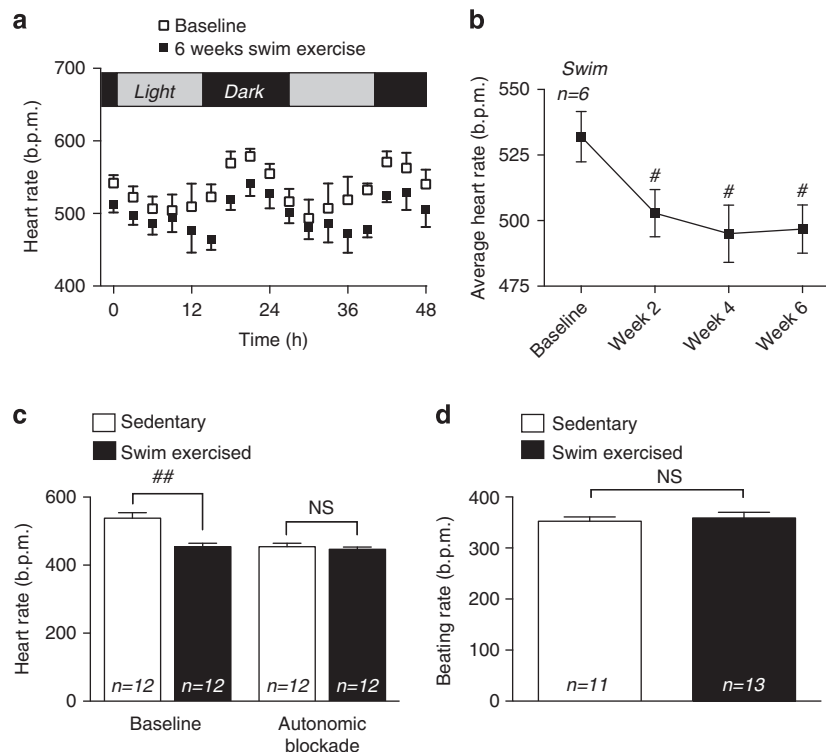 a
Baseline
6 weeks swim exercise
700
600
500
400
Heart rate (b.p.m.)
Light
Dark
0
12
24
36
48
Time (h)
b
Swim
n=6
550
525
500
475
Average heart rate (b.p.m.)
#
#
#
Baseline
Week 2
Week 4
Week 6
c
Sedentary
Swim exercised
##
NS
600
400
200
0
Heart rate (b.p.m.)
n=12
n=12
n=12
n=12
Baseline
Autonomic
blockade
d
Sedentary
Swim exercised
NS
400
300
200
100
0
Beating rate (b.p.m.)
n=11
n=13